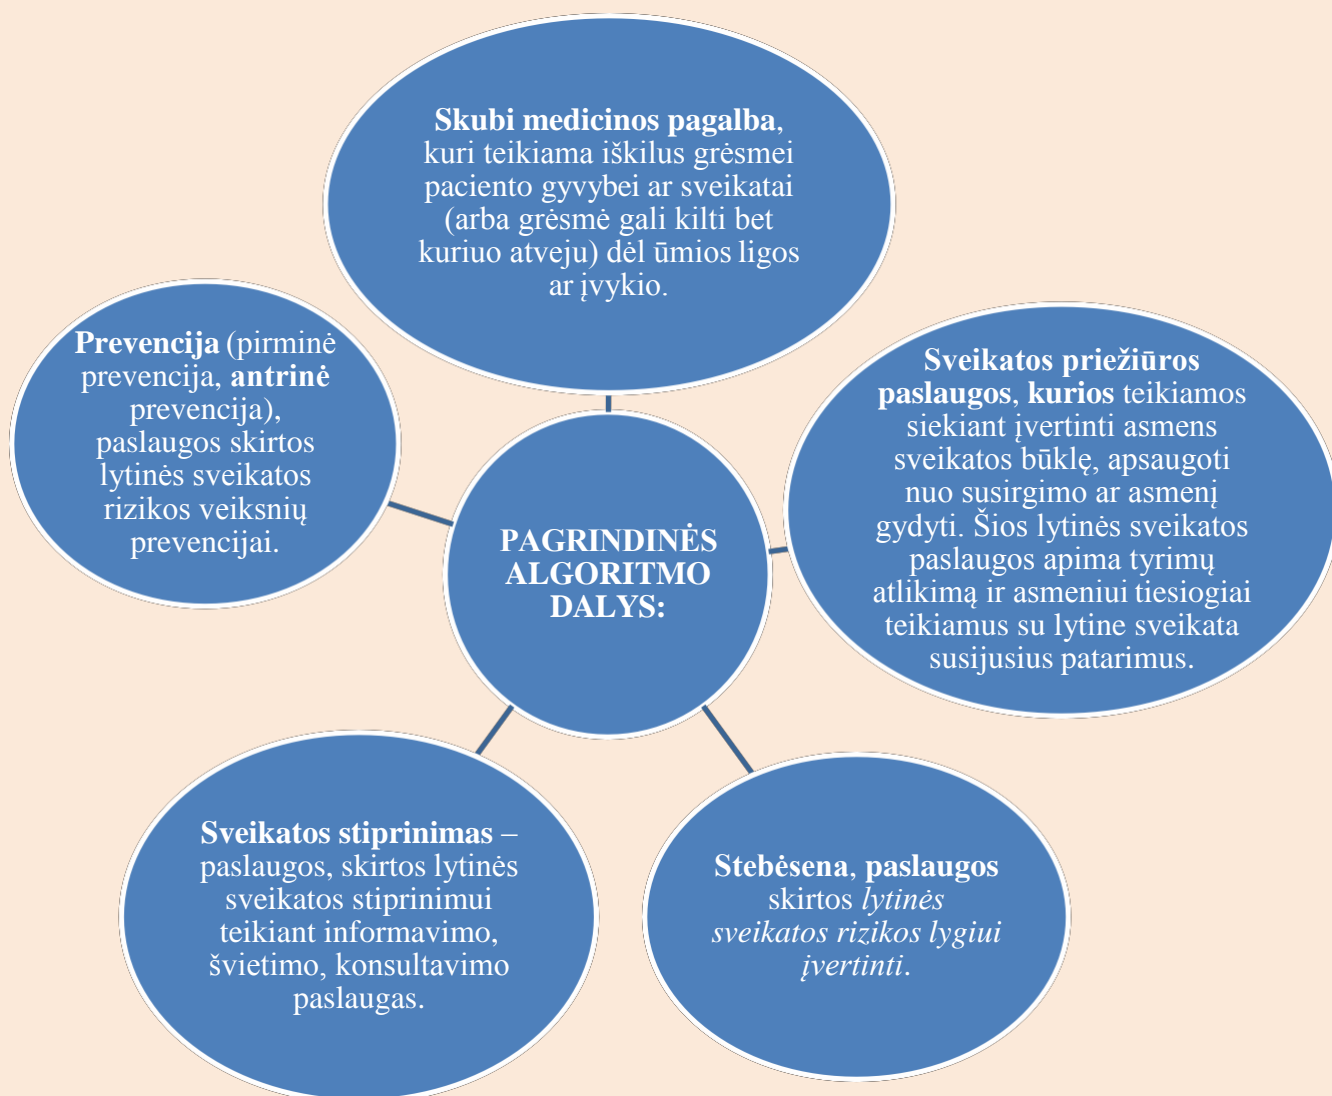 Skubi medicinos pagalba,
kuri teikiama iškilus grėsmei
paciento gyvybei ar sveikatai
(arba grėsmė gali kilti bet
kuriuo atveju) dėl ūmios ligos
ar įvykio.
Prevencija (pirminė
prevencija, antrinė
prevencija),
paslaugos skirtos
lytinės sveikatos
rizikos veiksnių
prevencijai.
Sveikatos priežiūros
paslaugos, kurios teikiamos
siekiant įvertinti asmens
sveikatos būklę, apsaugoti
nuo susirgimo ar asmenį
gydyti. Šios lytinės sveikatos
paslaugos apima tyrimų
atlikimą ir asmeniui tiesiogiai
teikiamus su lytine sveikata
susijusius patarimus.
PAGRINDINĖS
ALGORITMO
DALYS:
Sveikatos stiprinimas –
paslaugos, skirtos lytinės
sveikatos stiprinimui
teikiant informavimo,
švietimo, konsultavimo
paslaugas.
Stebėsena, paslaugos
skirtos lytinės
sveikatos rizikos lygiui
įvertinti.